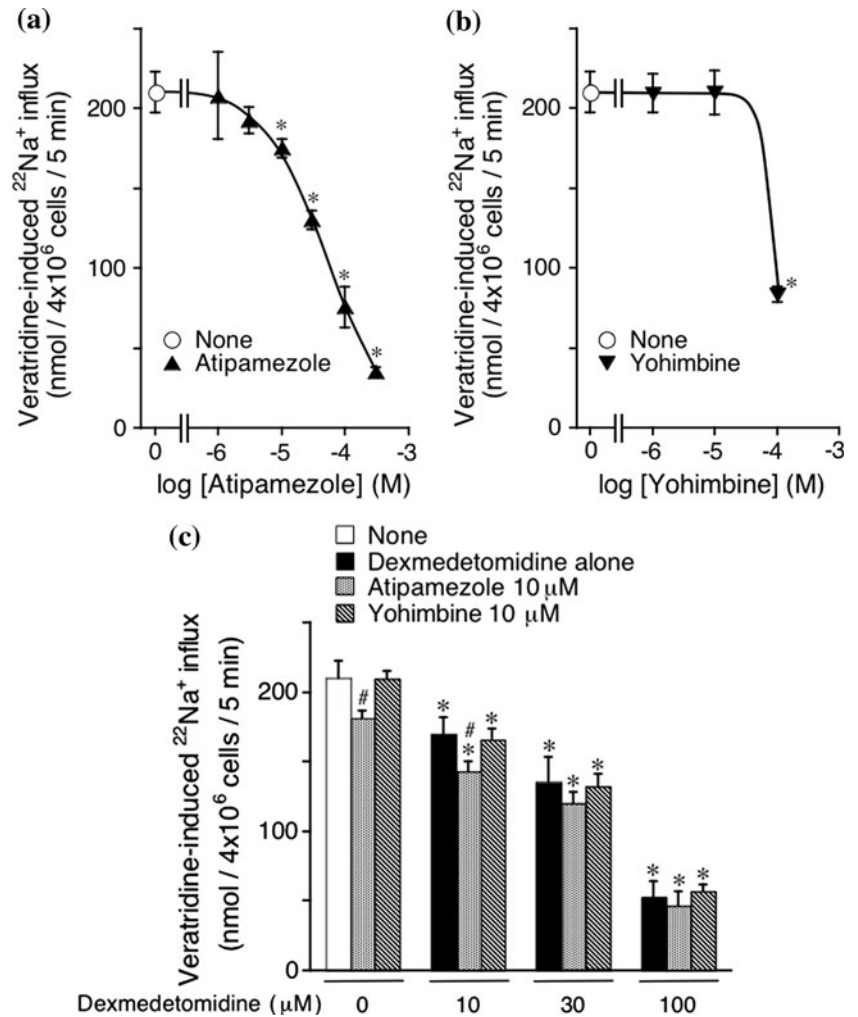 (a)
Veratridine-induced ²²Na⁺ influx
(nmol / 4x10⁶ cells / 5 min)
200
100
0
None
Atipamezole
*
*
*
*
0
-6
-5
-4
-3
log [Atipamezole] (M)
(b)
Veratridine-induced ²²Na⁺ influx
(nmol / 4x10⁶ cells / 5 min)
200
100
0
None
Yohimbine
*
0
-6
-5
-4
-3
log [Yohimbine] (M)
(c)
None
Dexmedetomidine alone
Atipamezole 10 μM
Yohimbine 10 μM
Veratridine-induced ²²Na⁺ influx
(nmol / 4x10⁶ cells / 5 min)
200
100
0
#
* # * *
* * *
* * *
Dexmedetomidine (μM) 0 10 30 100